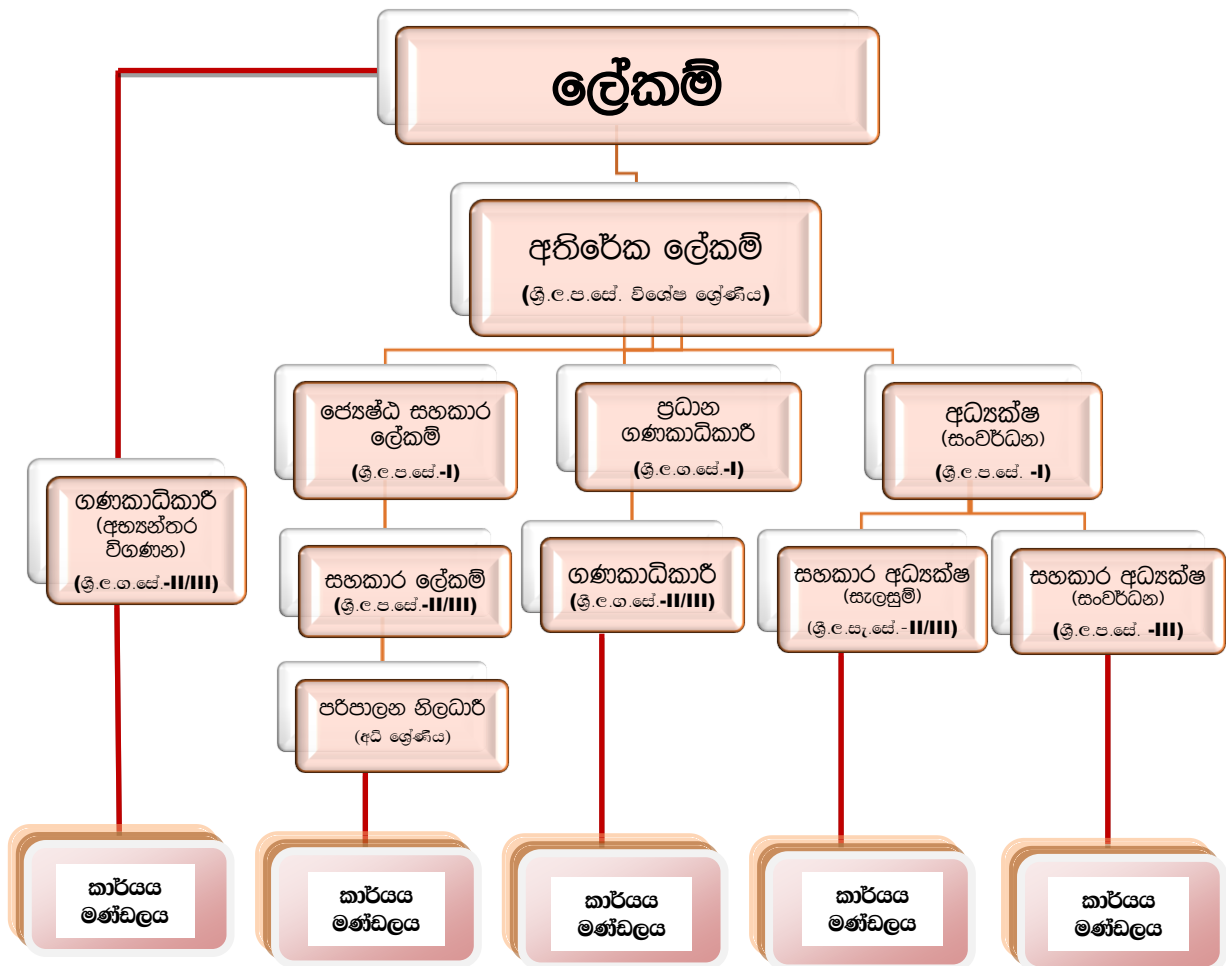 ලේකම්
අතිරේක ලේකම්
(ශ්‍රී.ල.ප.සේ. විශේෂ ශ්‍රේණිය)
ජ්‍යෙෂ්ඨ සහකාර
ලේකම්
(ශ්‍රී.ල.ප.සේ.-I)
ප්‍රධාන
ගණකාධිකාරී
(ශ්‍රී.ල.ග.සේ.-I)
අධ්‍යක්ෂ
(සංවර්ධන)
(ශ්‍රී.ල.ප.සේ. -I)
ගණකාධිකාරී
(අභ්‍යන්තර
විගණන)
(ශ්‍රී.ල.ග.සේ.-II/III)
සහකාර ලේකම්
(ශ්‍රී.ල.ප.සේ.-II/III)
ගණකාධිකාරී
(ශ්‍රී.ල.ග.සේ.-II/III)
සහකාර අධ්‍යක්ෂ
(සැලසුම්)
(ශ්‍රී.ල.සැ.සේ.-II/III)
සහකාර අධ්‍යක්ෂ
(සංවර්ධන)
(ශ්‍රී.ල.ප.සේ. -III)
පරිපාලන නිලධාරී
(අධි ශ්‍රේණිය)
කාර්යය
මණ්ඩලය
කාර්යය
මණ්ඩලය
කාර්යය
මණ්ඩලය
කාර්යය
මණ්ඩලය
කාර්යය
මණ්ඩලය